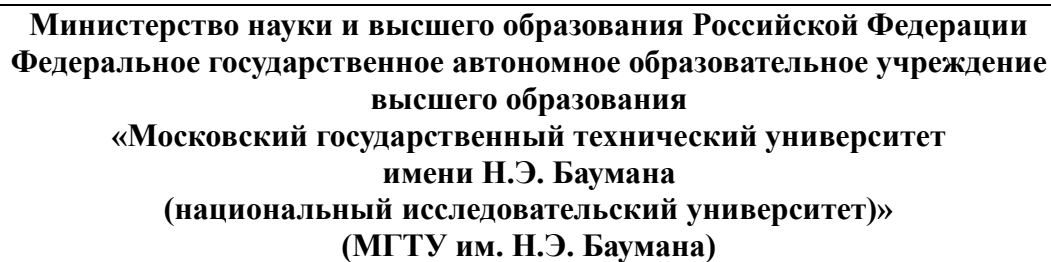 Министерство науки и высшего образования Российской Федерации
Федеральное государственное автономное образовательное учреждение
высшего образования
«Московский государственный технический университет
имени Н.Э. Баумана
(национальный исследовательский университет)»
(МГТУ им. Н.Э. Баумана)